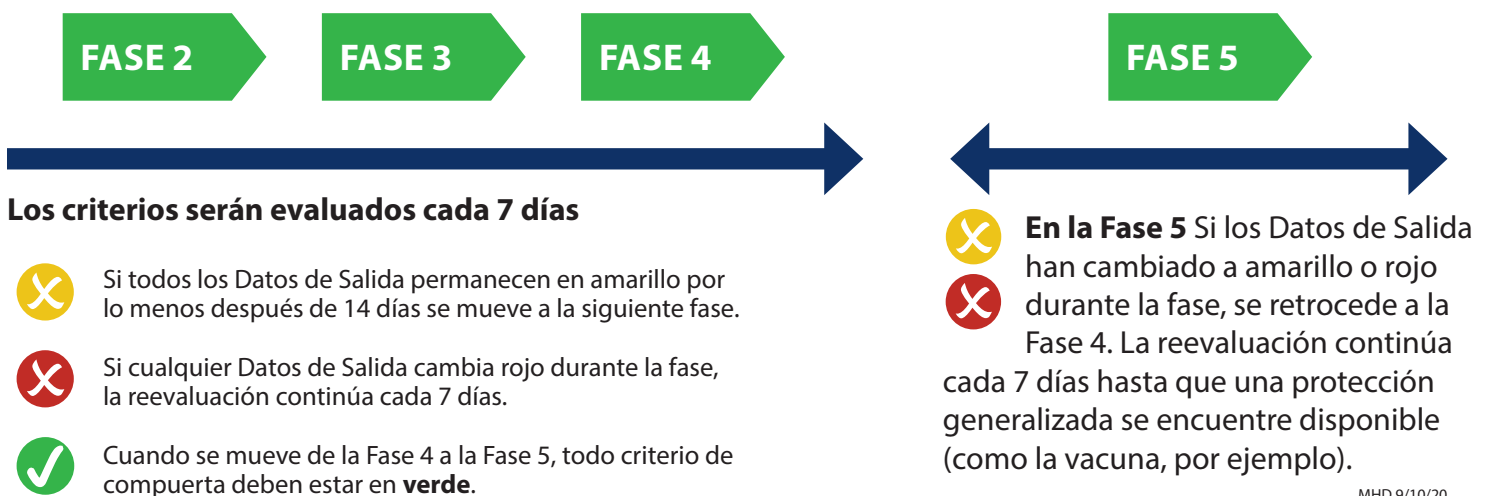 FASE 2
FASE 3
FASE 4
FASE 5
Los criterios serán evaluados cada 7 días
Si todos los Datos de Salida permanecen en amarillo por
lo menos después de 14 días se mueve a la siguiente fase.
Si cualquier Datos de Salida cambia rojo durante la fase,
la reevaluación continúa cada 7 días.
Cuando se mueve de la Fase 4 a la Fase 5, todo criterio de
compuerta deben estar en verde.
En la Fase 5 Si los Datos de Salida
han cambiado a amarillo o rojo
durante la fase, se retrocede a la
Fase 4. La reevaluación continúa
cada 7 días hasta que una protección
generalizada se encuentre disponible
(como la vacuna, por ejemplo).
MHD 9/10/20